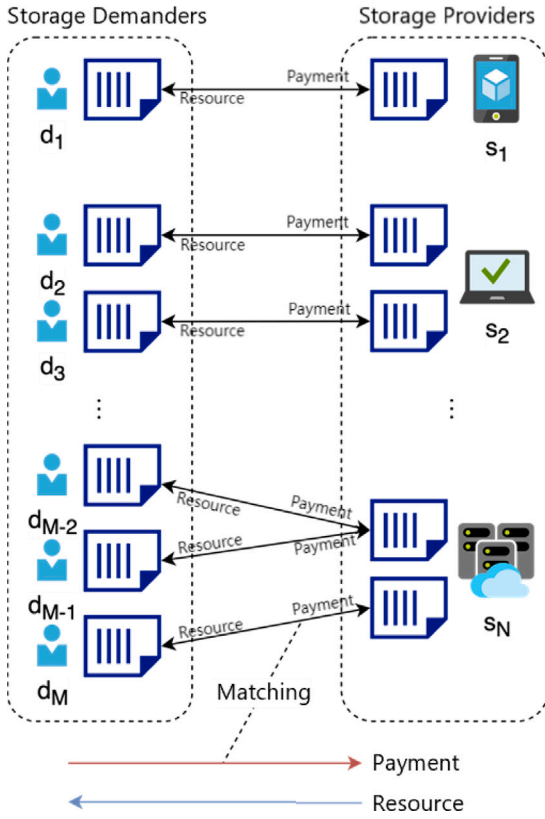 Storage Demanders
Storage Providers
Payment
Resource
d1
s1
Payment
Resource
d2
Payment
Resource
d3
s2
⋮
⋮
Resource
Payment
dM-2
Resource
Payment
dM-1
Resource
Payment
sN
dM
Matching
Payment
Resource